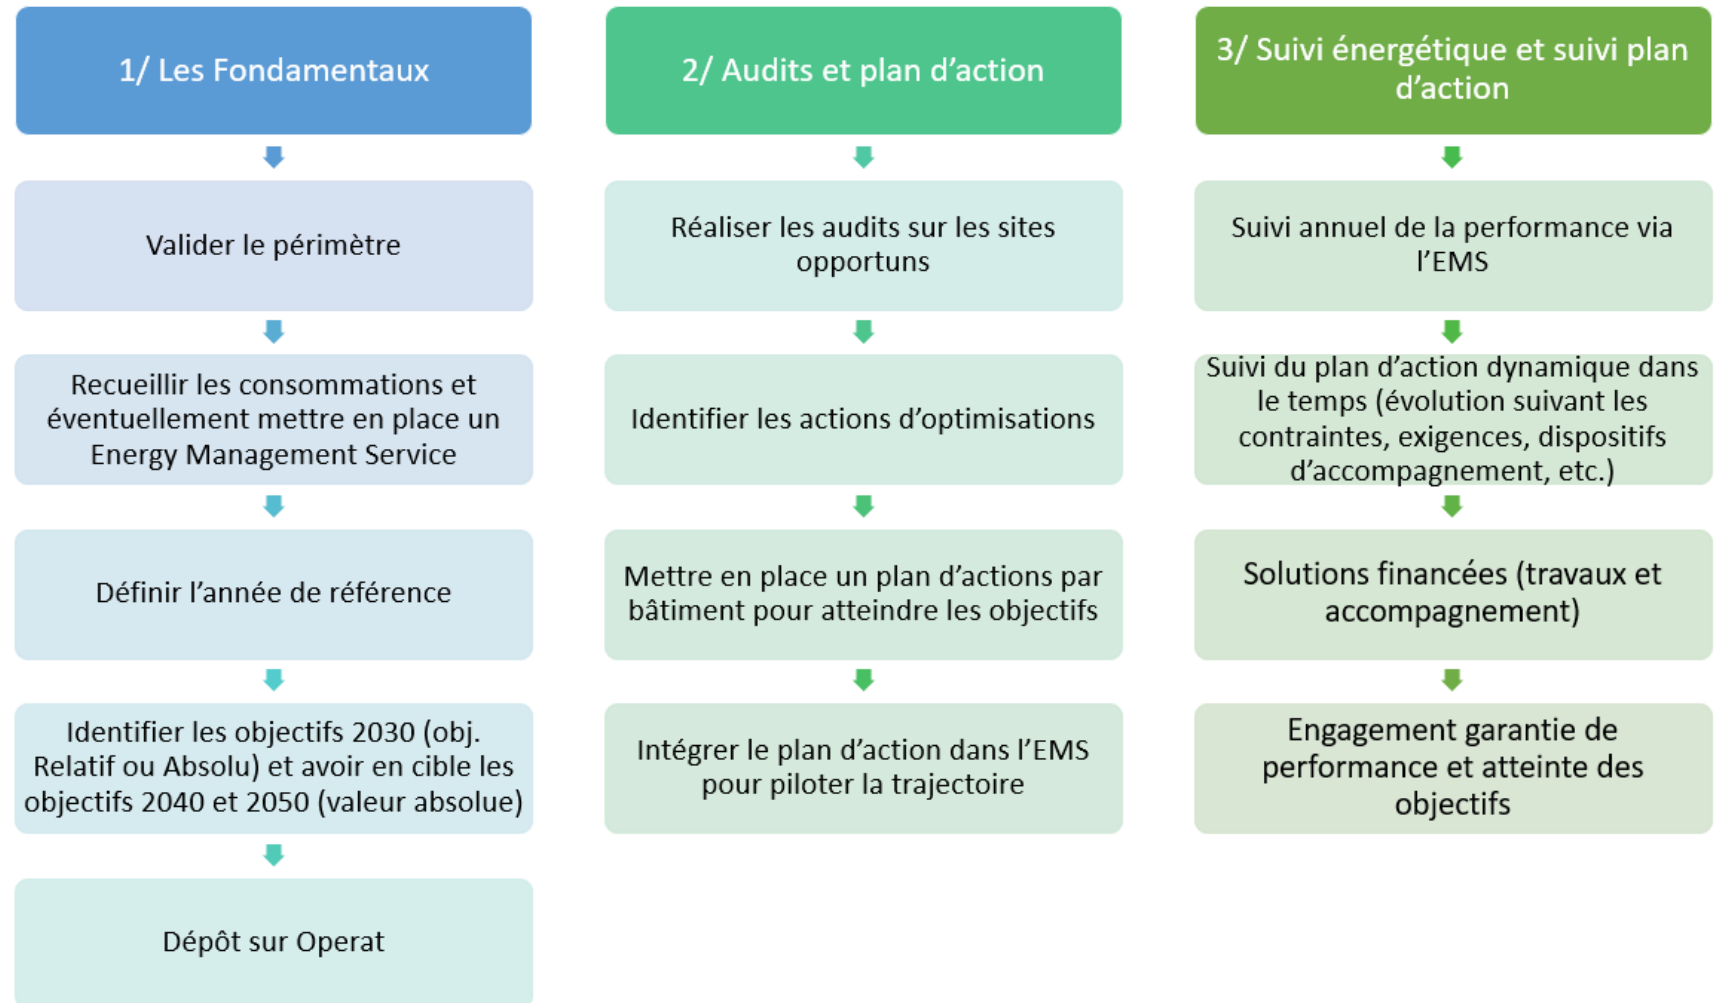 1/ Les Fondamentaux
Valider le périmètre
Recueillir les consommations et
éventuellement mettre en place un
Energy Management Service
Définir l’année de référence
Identifier les objectifs 2030 (obj.
Relatif ou Absolu) et avoir en cible les
objectifs 2040 et 2050 (valeur absolue)
Dépôt sur Operat
2/ Audits et plan d’action
Réaliser les audits sur les sites
opportuns
Identifier les actions d’optimisations
Mettre en place un plan d’actions par
bâtiment pour atteindre les objectifs
Intégrer le plan d’action dans l’EMS
pour piloter la trajectoire
3/ Suivi énergétique et suivi plan
d’action
Suivi annuel de la performance via
l’EMS
Suivi du plan d’action dynamique dans
le temps (évolution suivant les
contraintes, exigences, dispositifs
d’accompagnement, etc.)
Solutions financées (travaux et
accompagnement)
Engagement garantie de
performance et atteinte des
objectifs